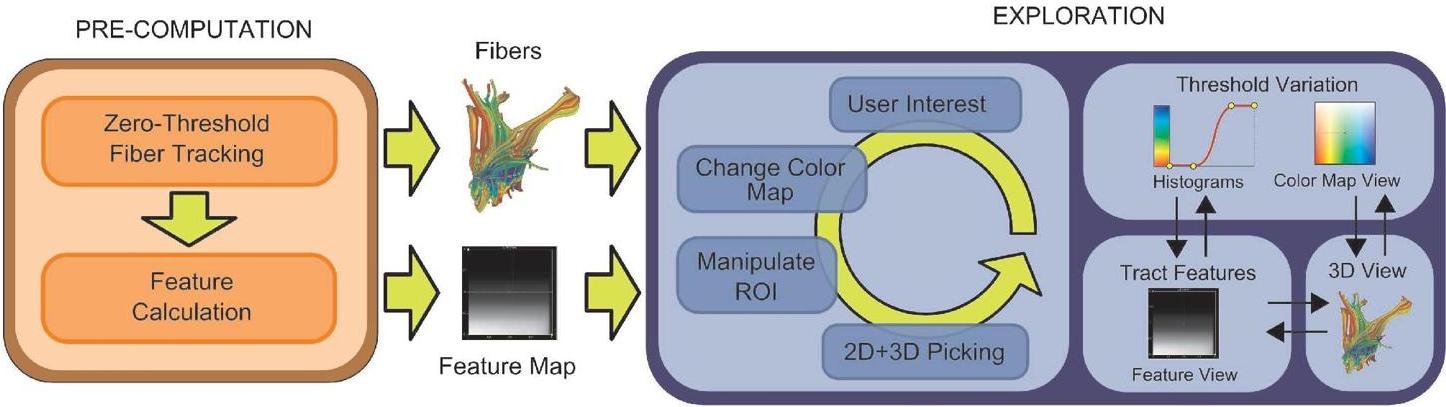 PRE-COMPUTATION
Zero-Threshold
Fiber Tracking
Feature
Calculation
Fibers
Feature Map
EXPLORATION
User Interest
Change Color
Map
Manipulate
ROI
2D+3D Picking
Threshold Variation
Histograms
Color Map View
Tract Features
Feature View
3D View